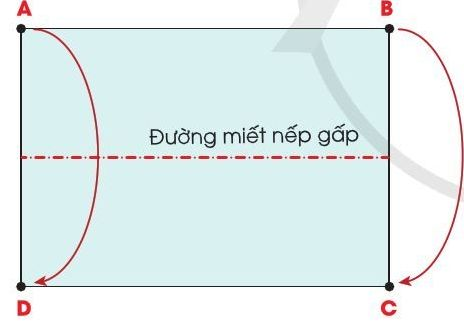 A B
Đường miết nếp gấp
D C